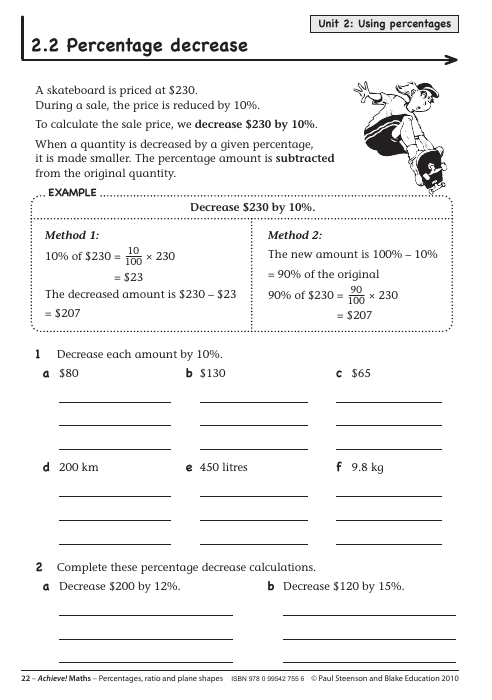 Unit 2: Using percentages
2.2 Percentage decrease
A skateboard is priced at $230.
During a sale, the price is reduced by 10%.
To calculate the sale price, we decrease $230 by 10%.
When a quantity is decreased by a given percentage,
it is made smaller. The percentage amount is subtracted
from the original quantity.
EXAMPLE
Decrease $230 by 10%.
Method 1:
10% of $230 = 10/100 × 230
= $23
The decreased amount is $230 – $23
= $207
Method 2:
The new amount is 100% – 10%
= 90% of the original
90% of $230 = 90/100 × 230
= $207
1 Decrease each amount by 10%.
a $80 b $130 c $65
d 200 km e 450 litres f 9.8 kg
2 Complete these percentage decrease calculations.
a Decrease $200 by 12%. b Decrease $120 by 15%.
22 – Achieve! Maths – Percentages, ratio and plane shapes ISBN 978 0 99542 755 6 © Paul Steenson and Blake Education 2010